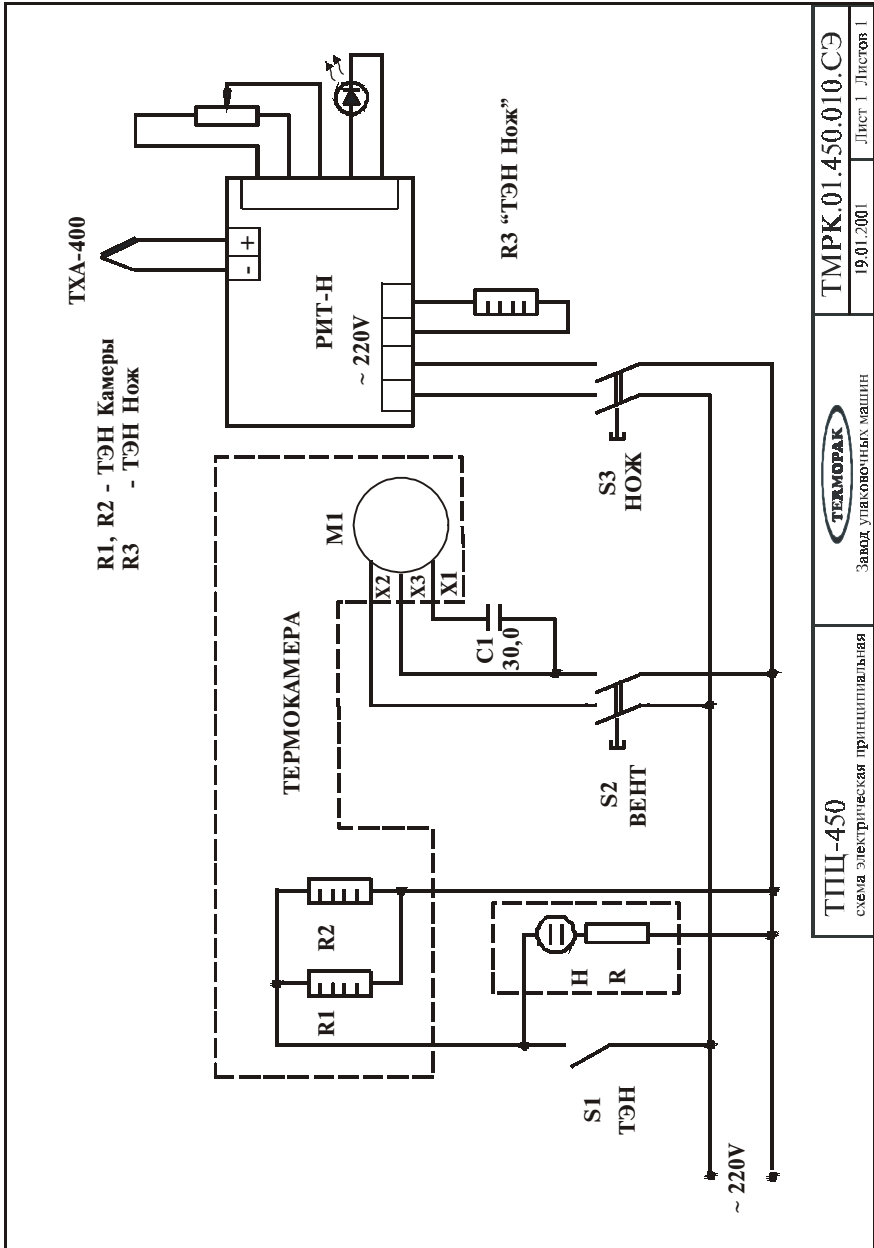 ТХА-400
R1, R2 - ТЭН Камеры
R3 - ТЭН Нож
- +
РИТ-Н
~ 220V
R3 “ТЭН Нож”
ТЕРМОКАМЕРА
M1
X2
X3
X1
C1
30,0
R1
R2
H
R
S1
ТЭН
S2
ВЕНТ
S3
НОЖ
~ 220V
ТПЦ-450
схема электрическая принципиальная
TERMOPAK
Завод упаковочных машин
ТМРК.01.450.010.СЭ
19.01.2001
Лист 1 Листов 1